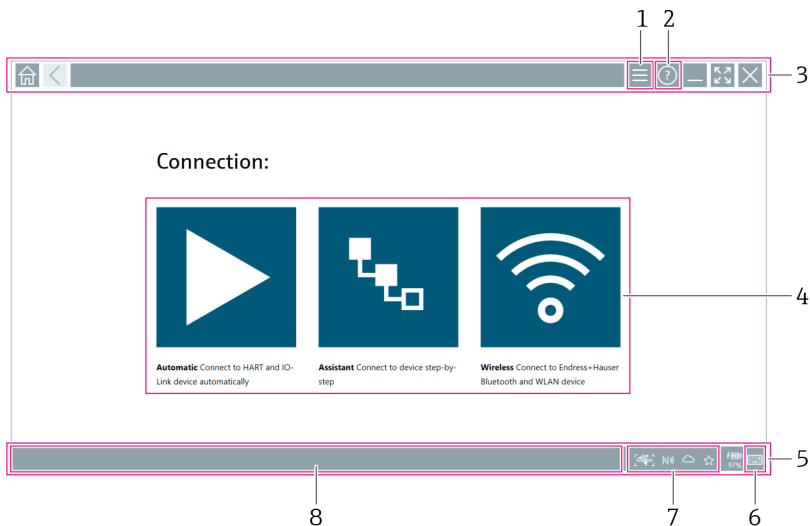 1 2
?
3
Connection:
4
Automatic Connect to HART and IO-
Link device automatically
Assistant Connect to device step-by-
step
Wireless Connect to Endress+Hauser
Bluetooth and WLAN device
97%
5
8 7 6